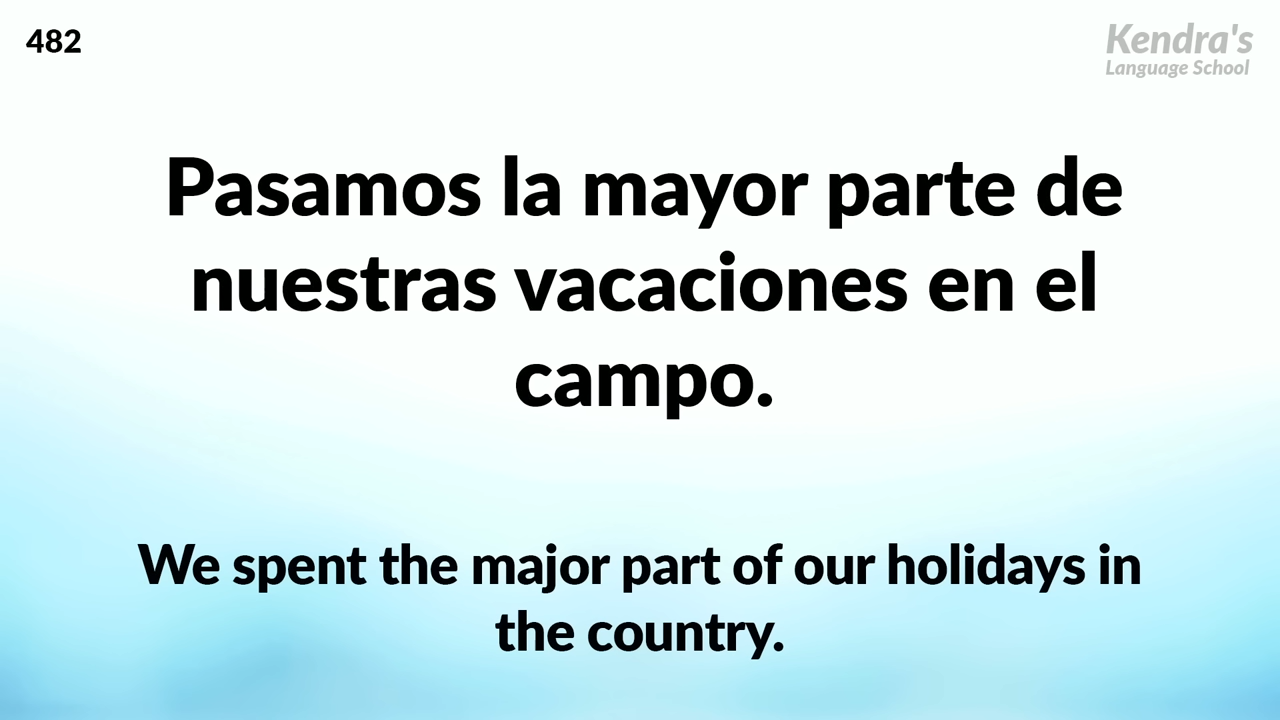 482
Kendra's
Language School
Pasamos la mayor parte de
nuestras vacaciones en el
campo.
We spent the major part of our holidays in
the country.